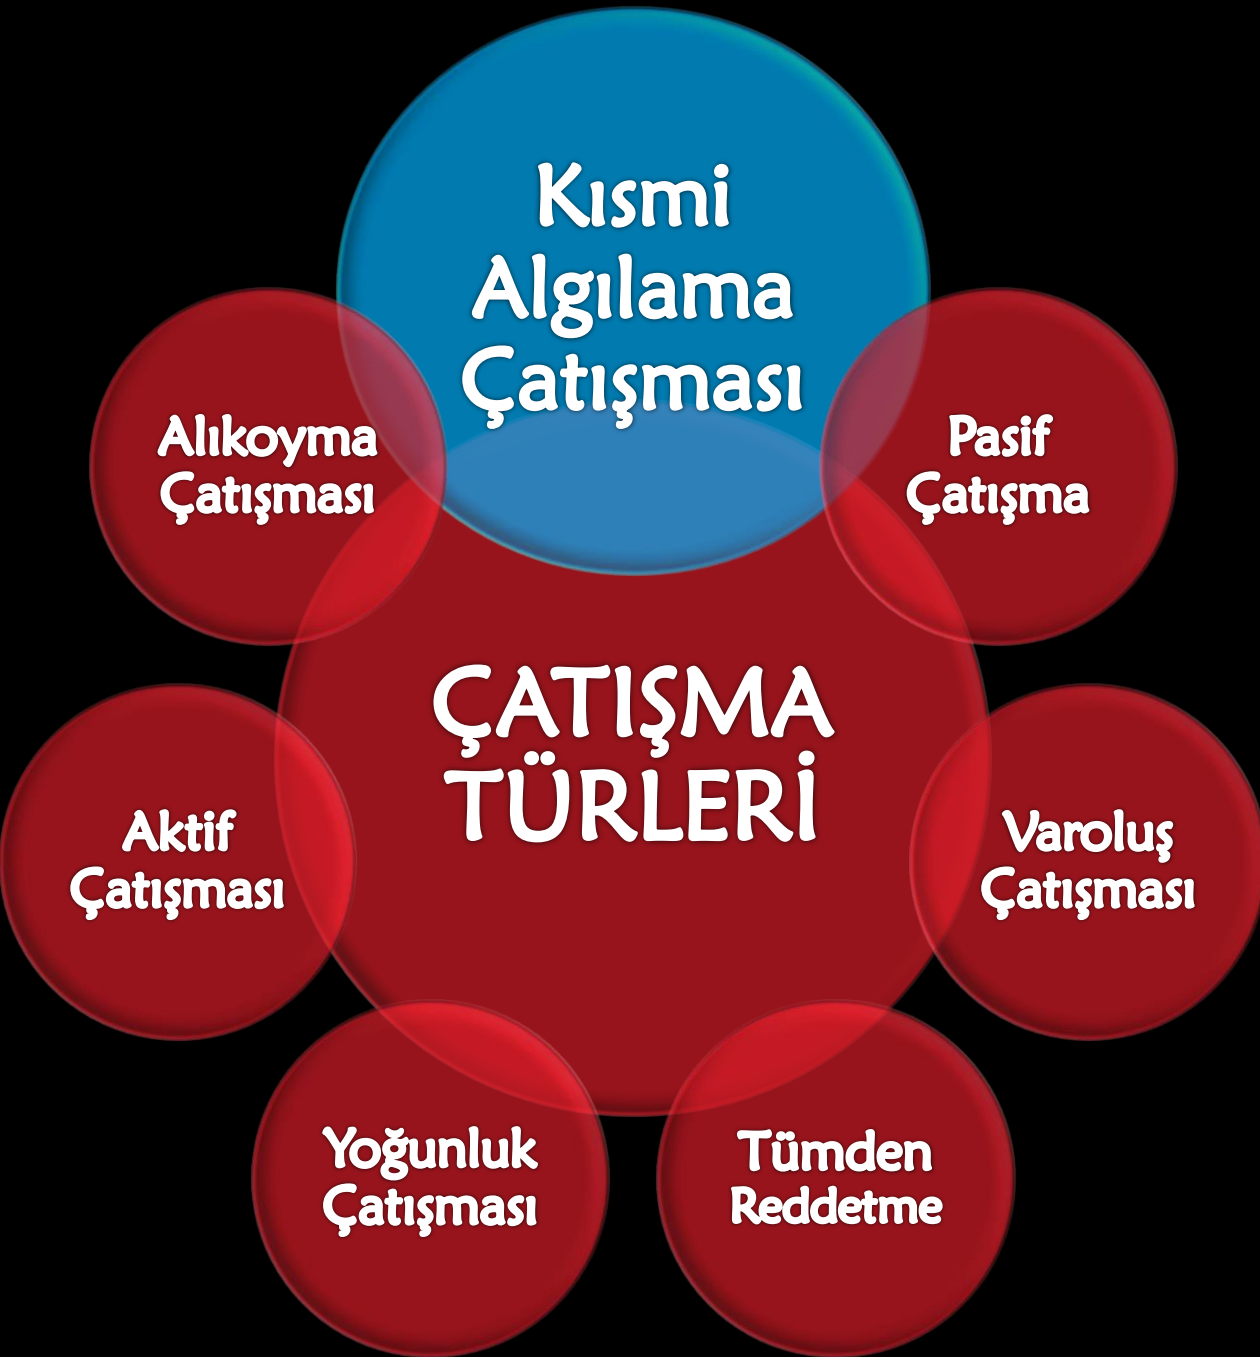 Kısmi
Algılama
Çatışması
Alıkoyma
Çatışması
Pasif
Çatışma
ÇATIŞMA
TÜRLERİ
Aktif
Çatışması
Varoluş
Çatışması
Yoğunluk
Çatışması
Tümden
Reddetme